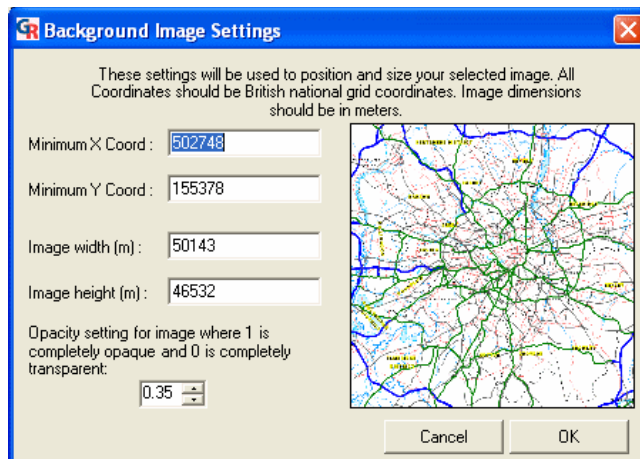 GR Background Image Settings
These settings will be used to position and size your selected image. All
Coordinates should be British national grid coordinates. Image dimensions
should be in meters.
Minimum X Coord : 502748
Minimum Y Coord : 155378
Image width (m) : 50143
Image height (m) : 46532
Opacity setting for image where 1 is
completely opaque and 0 is completely
transparent:
0.35
Cancel OK